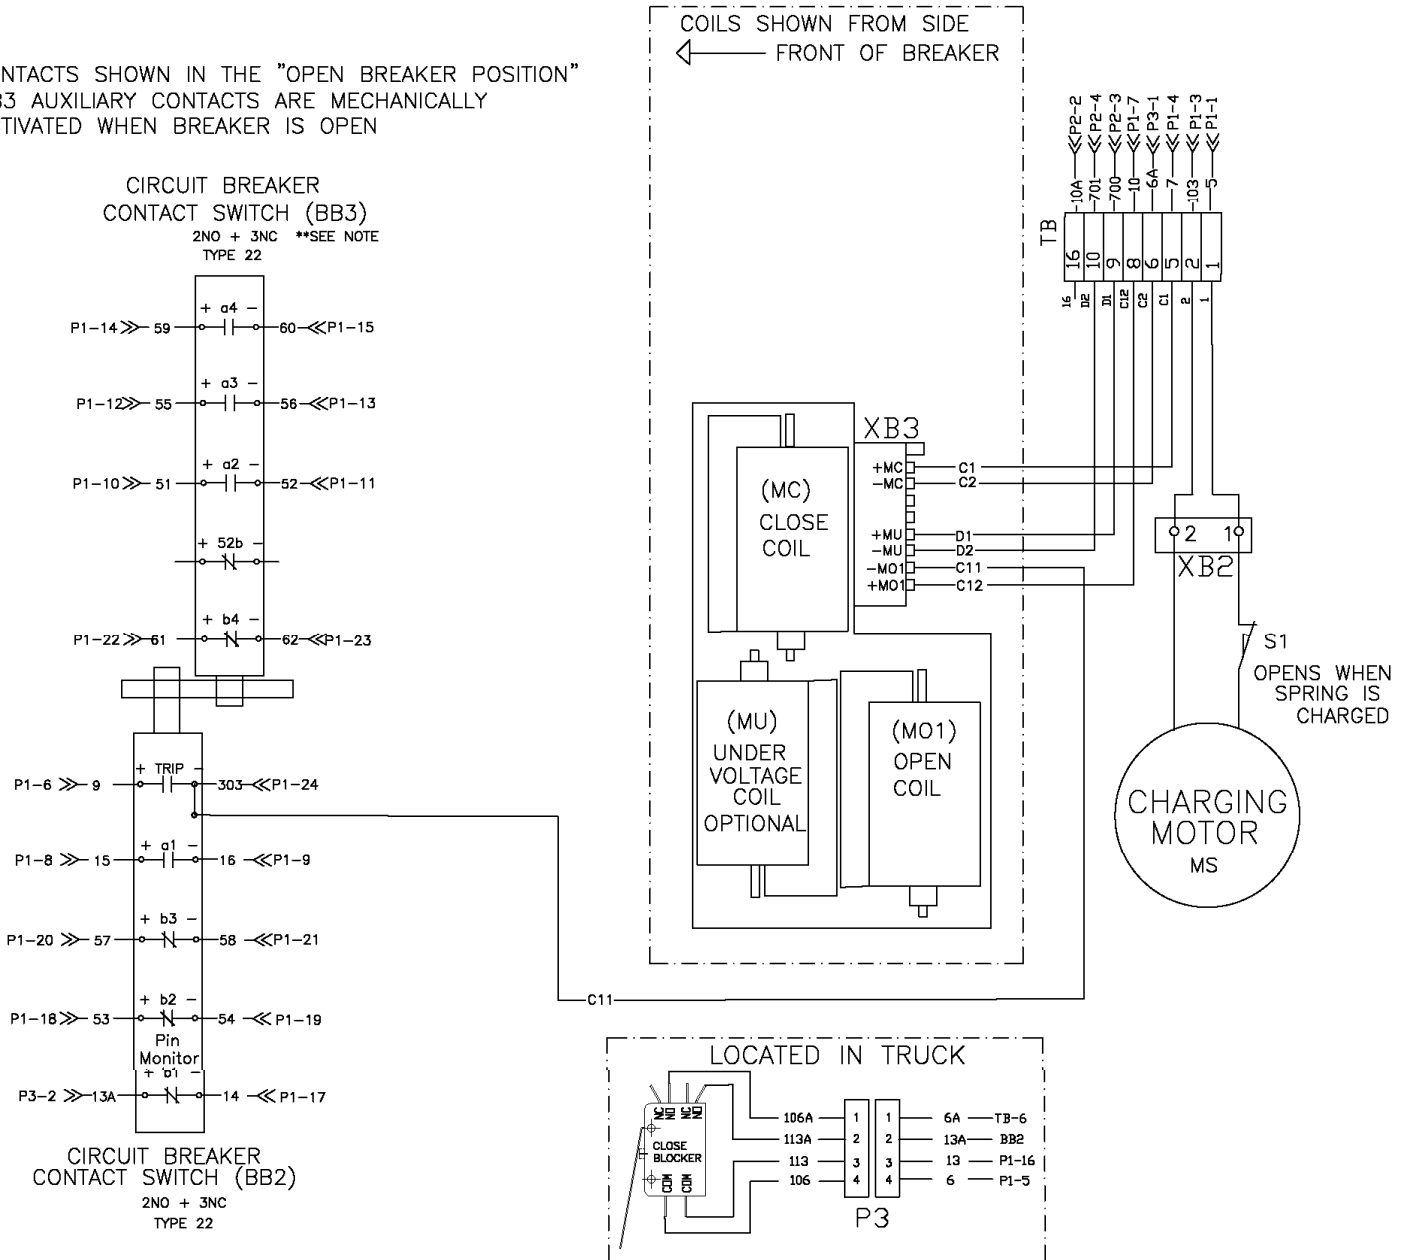 COILS SHOWN FROM SIDE
FRONT OF BREAKER
NTACTS SHOWN IN THE "OPEN BREAKER POSITION"
33 AUXILIARY CONTACTS ARE MECHANICALLY
TIVATED WHEN BREAKER IS OPEN
CIRCUIT BREAKER
CONTACT SWITCH (BB3)
2NO + 3NC **SEE NOTE
TYPE 22
+ a4 -
P1-14 59 60 P1-15
+ a3 -
P1-12 55 56 P1-13
+ a2 -
P1-10 51 52 P1-11
+ 52b -
+ b4 -
P1-22 61 62 P1-23
+ TRIP -
P1-6 9 303 P1-24
+ a1 -
P1-8 15 16 P1-9
+ b3 -
P1-20 57 58 P1-21
+ b2 -
P1-18 53 54 P1-19
Pin
Monitor
+ b1 -
P3-2 13A 14 P1-17
CIRCUIT BREAKER
CONTACT SWITCH (BB2)
2NO + 3NC
TYPE 22
C11
XB3
+MC C1
-MC C2
+MU D1
-MU D2
-MO1 C11
+MO1 C12
(MC)
CLOSE
COIL
(MU)
UNDER
VOLTAGE
COIL
OPTIONAL
(MO1)
OPEN
COIL
P2-2 P2-4 P2-3 P1-7 P3-1 P1-4 P1-3 P1-1
10A 701 700 10 6A 7 103 5
TB
16 10 9 8 6 5 2 1
16 D2 D1 C12 C2 C1 2 1
2 1
XB2
S1
OPENS WHEN
SPRING IS
CHARGED
CHARGING
MOTOR
MS
LOCATED IN TRUCK
NC NO NC NO
CLOSE
BLOCKER
COM COM
106A 1 1 6A TB-6
113A 2 2 13A BB2
113 3 3 13 P1-16
106 4 4 6 P1-5
P3